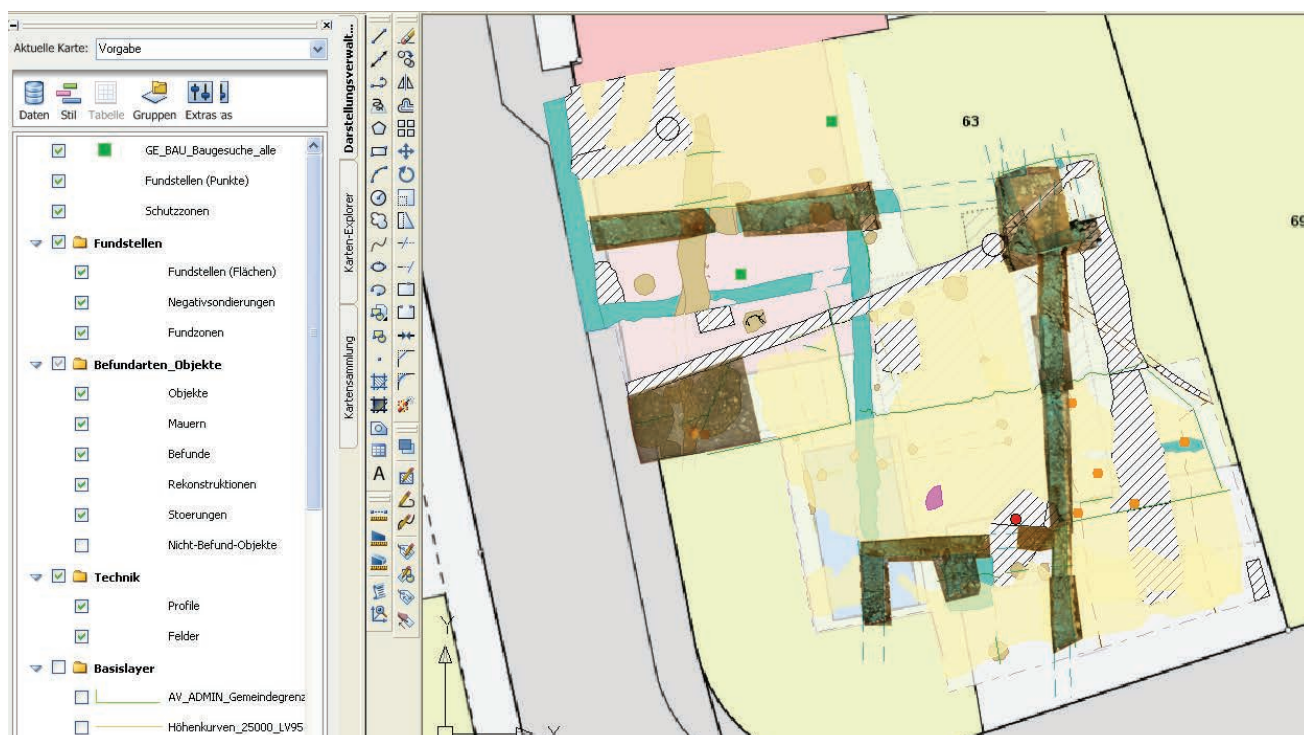 Aktuelle Karte: Vorgabe
Daten Stil Tabelle Gruppen Extras as
GE_BAU_Baugesuche_alle
Fundstellen (Punkte)
Schutzzonen
Fundstellen
Fundstellen (Flächen)
Negativsondierungen
Fundzonen
Befundarten_Objekte
Objekte
Mauern
Befunde
Rekonstruktionen
Stoerungen
Nicht-Befund-Objekte
Technik
Profile
Felder
Basislayer
AV_ADMIN_Gemeindegrenz
Höhenkurven_25000_LV95
Darstellungsverwalt...
Karten-Explorer
Kartensammlung
A
63
69
Y
X